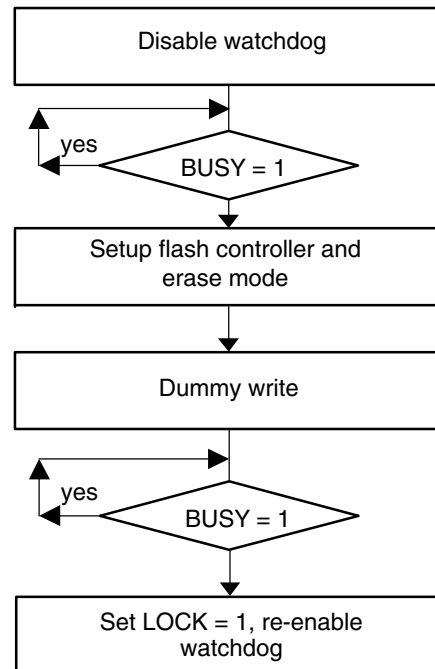 Disable watchdog
yes
BUSY = 1
Setup flash controller and
erase mode
Dummy write
yes
BUSY = 1
Set LOCK = 1, re-enable
watchdog